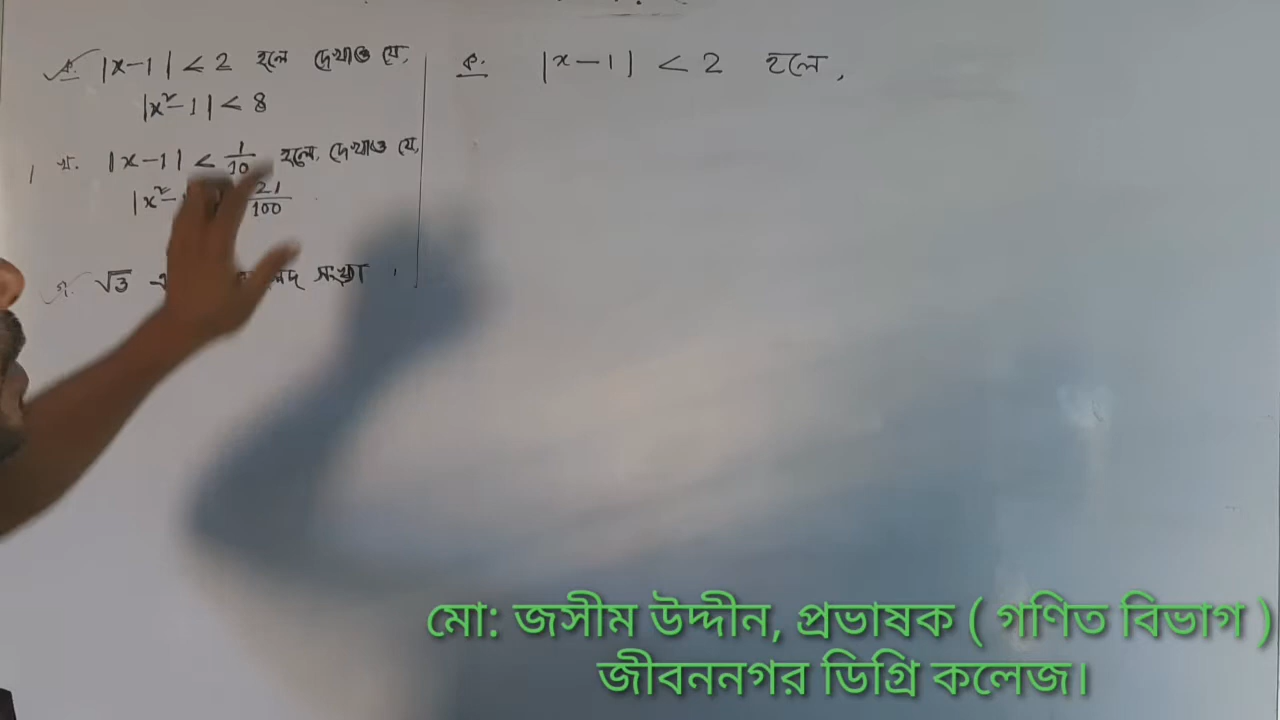 ক. |x-1| < 2 হলে দেখাও যে,
|x²-1| < 8
খ. |x-1| < 1/10 হলে, দেখাও যে,
|x²- 21/100
গ. √3 সংখ্যা ।
ক. |x-1| < 2 হলে,
মো: জসীম উদ্দীন, প্রভাষক ( গণিত বিভাগ )
জীবননগর ডিগ্রি কলেজ।